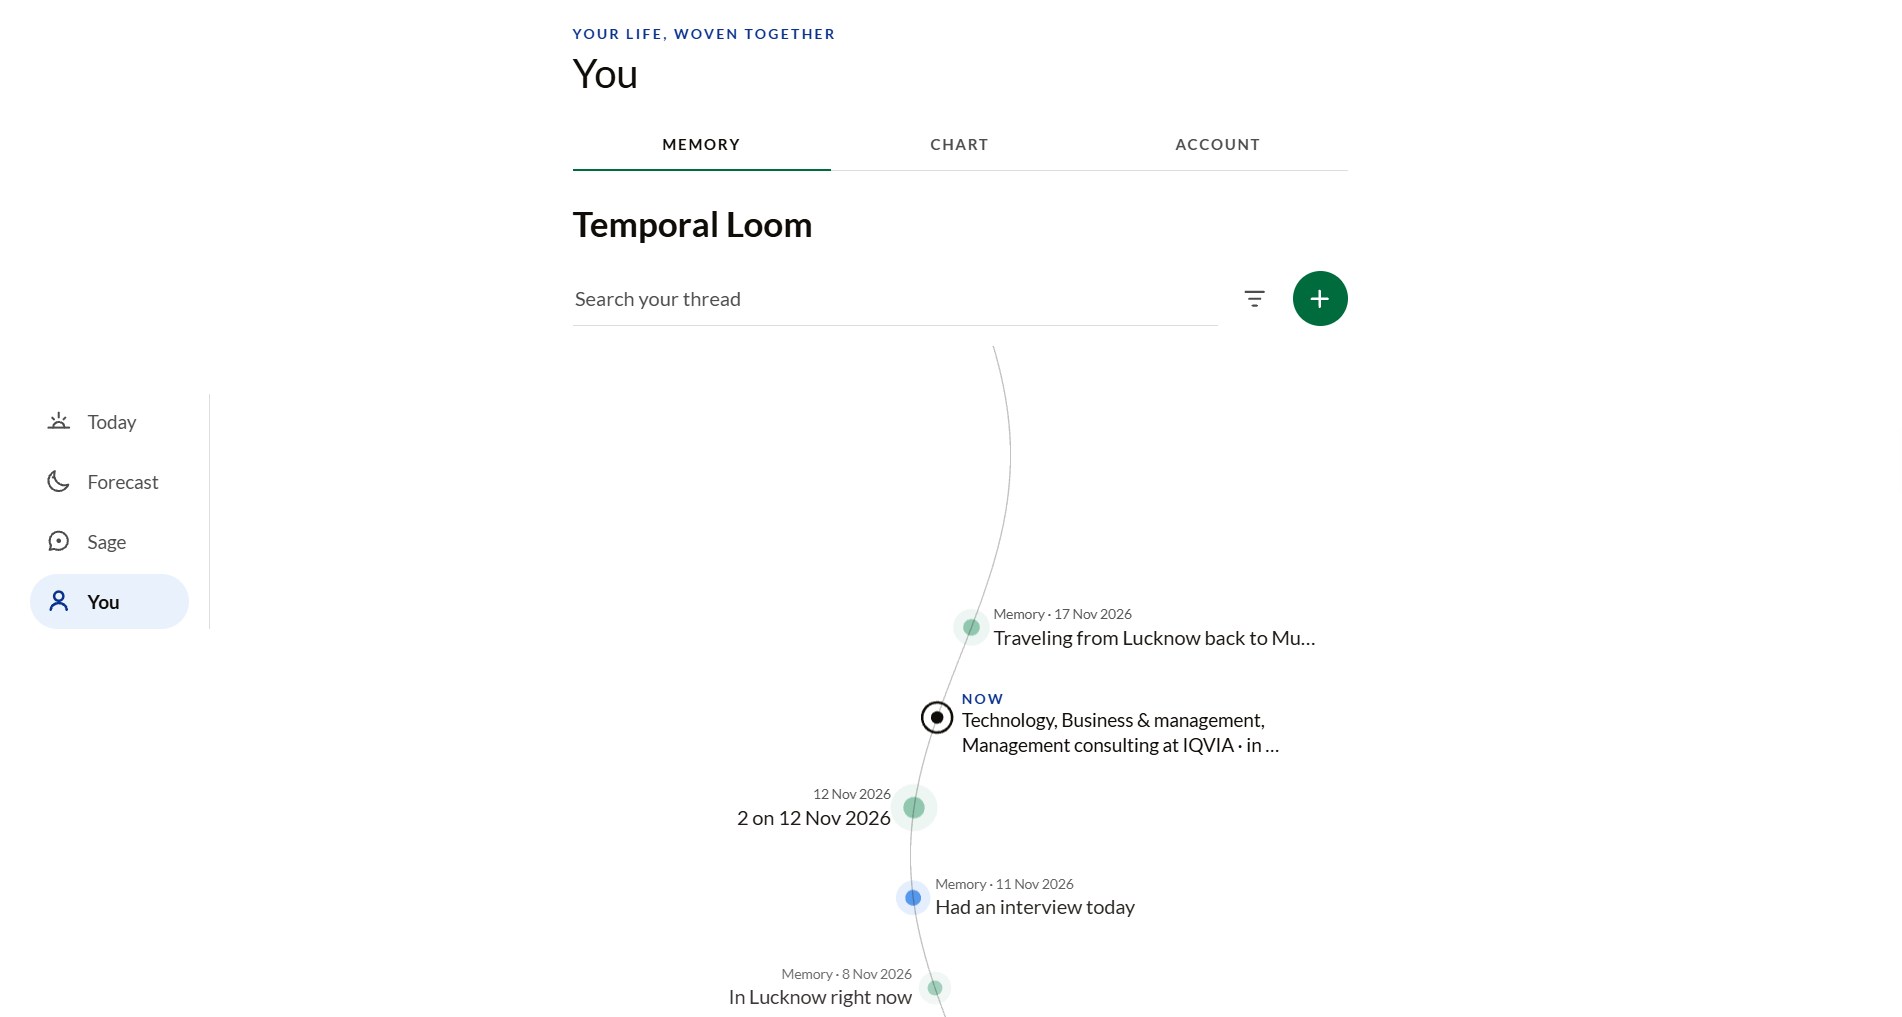 YOUR LIFE, WOVEN TOGETHER
You
MEMORY
CHART
ACCOUNT
Temporal Loom
Search your thread
Today
Forecast
Sage
You
Memory · 17 Nov 2026
Traveling from Lucknow back to Mu...
NOW
Technology, Business & management,
Management consulting at IQVIA · in ...
12 Nov 2026
2 on 12 Nov 2026
Memory · 11 Nov 2026
Had an interview today
Memory · 8 Nov 2026
In Lucknow right now